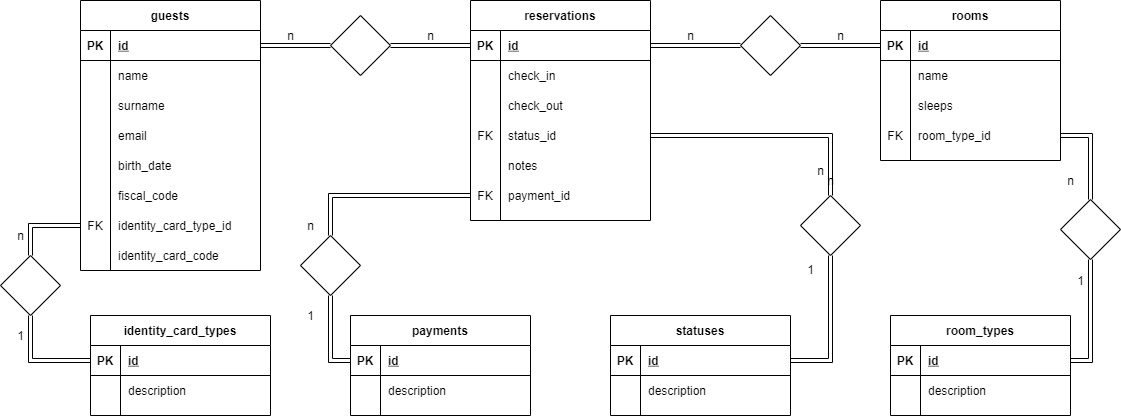 guests
PK id
name
surname
email
birth_date
fiscal_code
FK identity_card_type_id
identity_card_code
n
n
reservations
PK id
check_in
check_out
FK status_id
notes
FK payment_id
n
n
rooms
PK id
name
sleeps
FK room_type_id
n
1
n
1
n
n
1
n
1
identity_card_types
PK id
description
payments
PK id
description
statuses
PK id
description
room_types
PK id
description